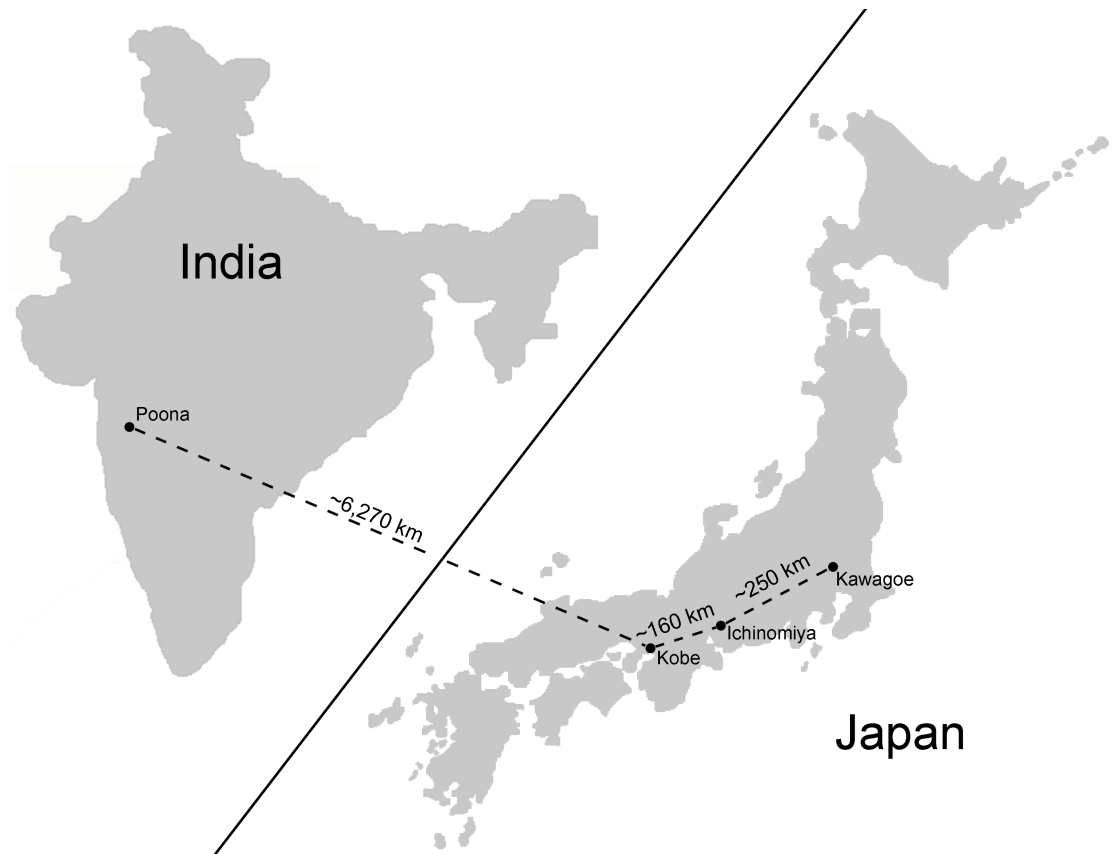 India
Poona
~6,270 km
~250 km
Kawagoe
~160 km
Ichinomiya
Kobe
Japan